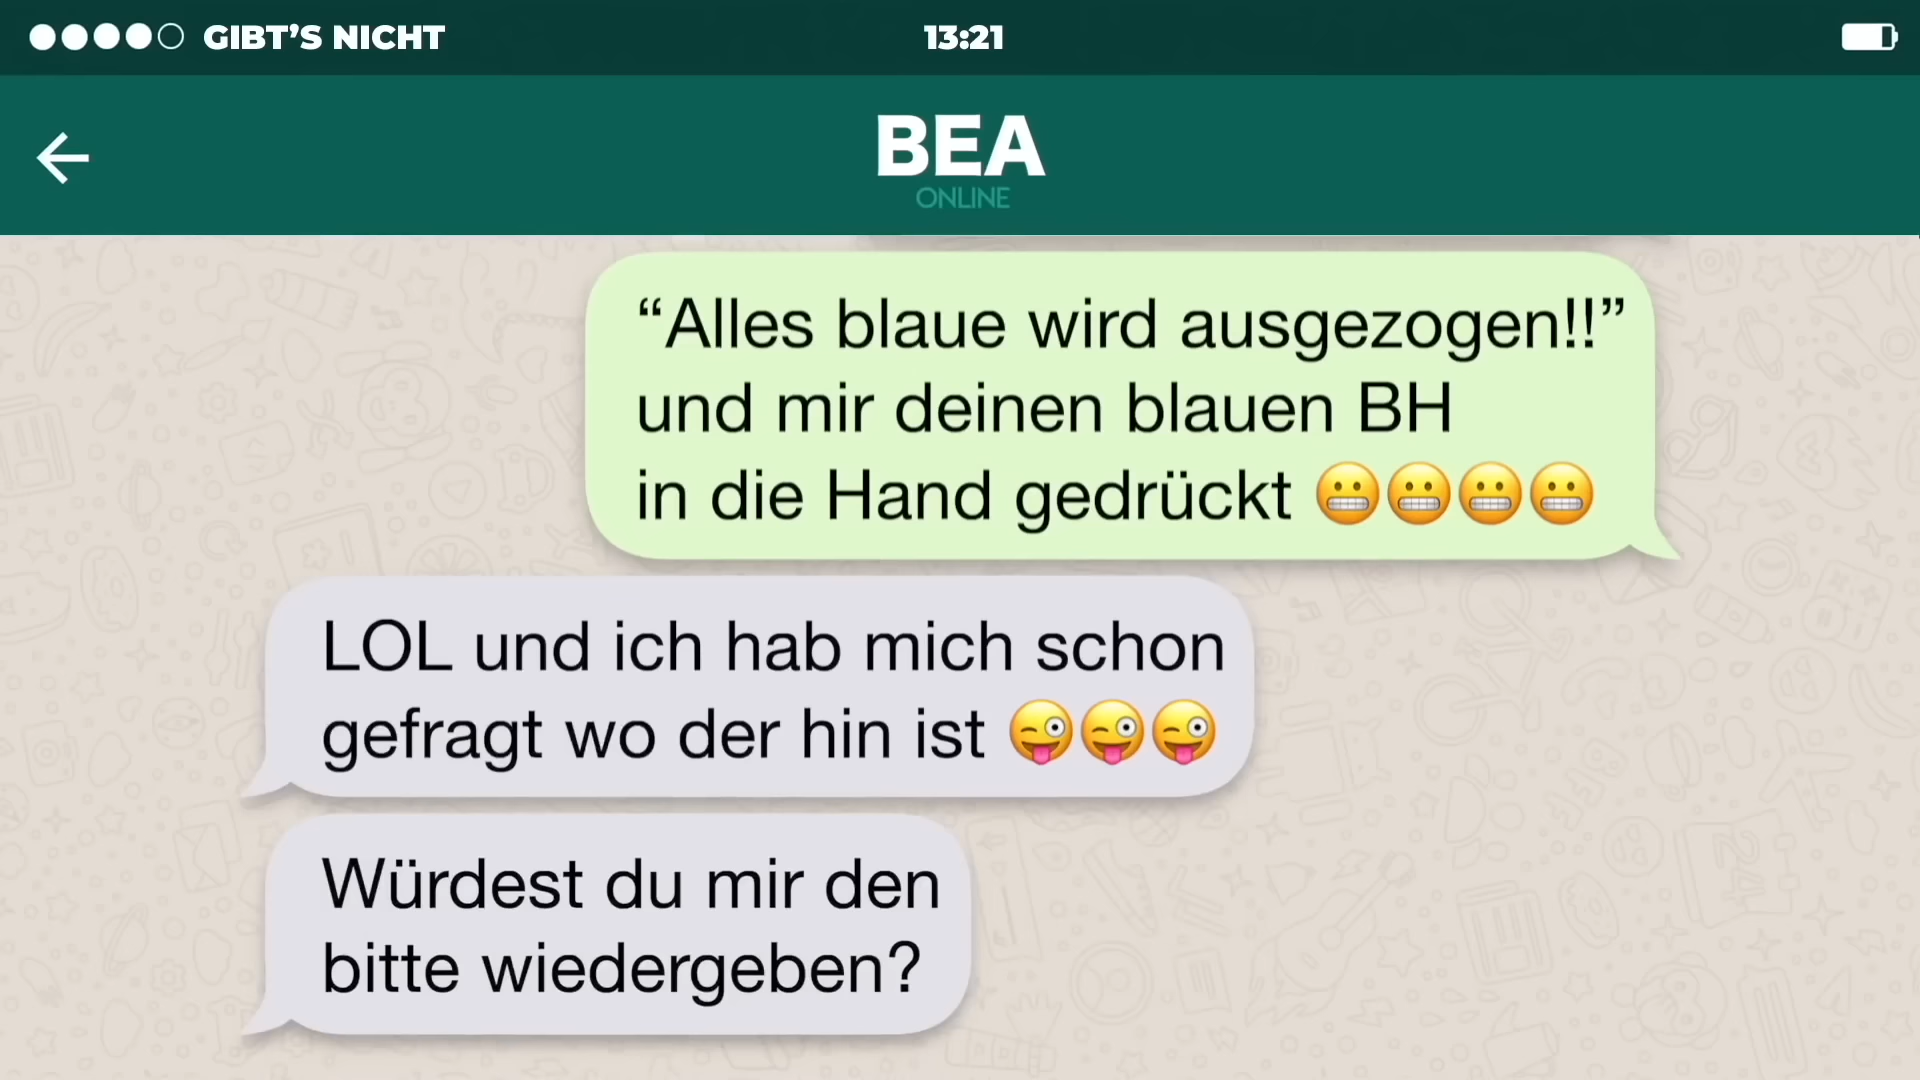 GIBT’S NICHT
13:21
BEA
ONLINE
“Alles blaue wird ausgezogen!!”
und mir deinen blauen BH
in die Hand gedrückt 😬😬😬😬
LOL und ich hab mich schon
gefragt wo der hin ist 😜😜😜
Würdest du mir den
bitte wiedergeben?